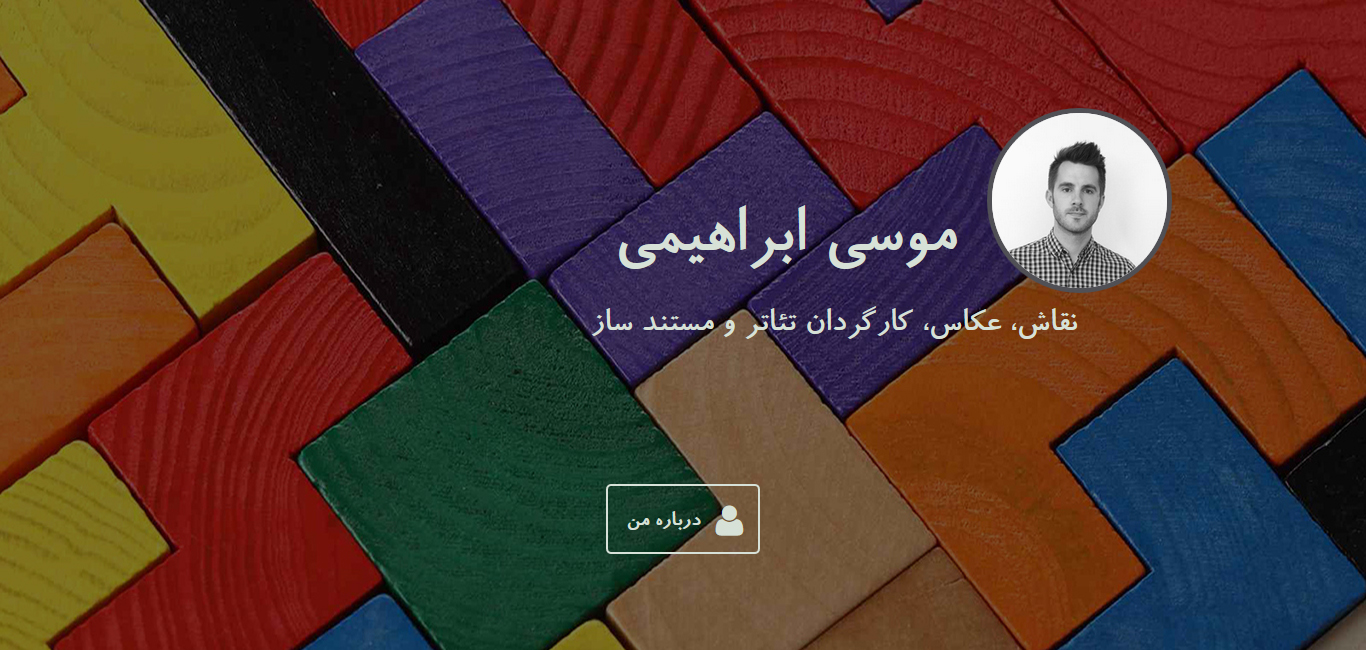 موسی ابراهیمی
نقاش، عکاس، کارگردان تئاتر و مستند ساز
درباره من